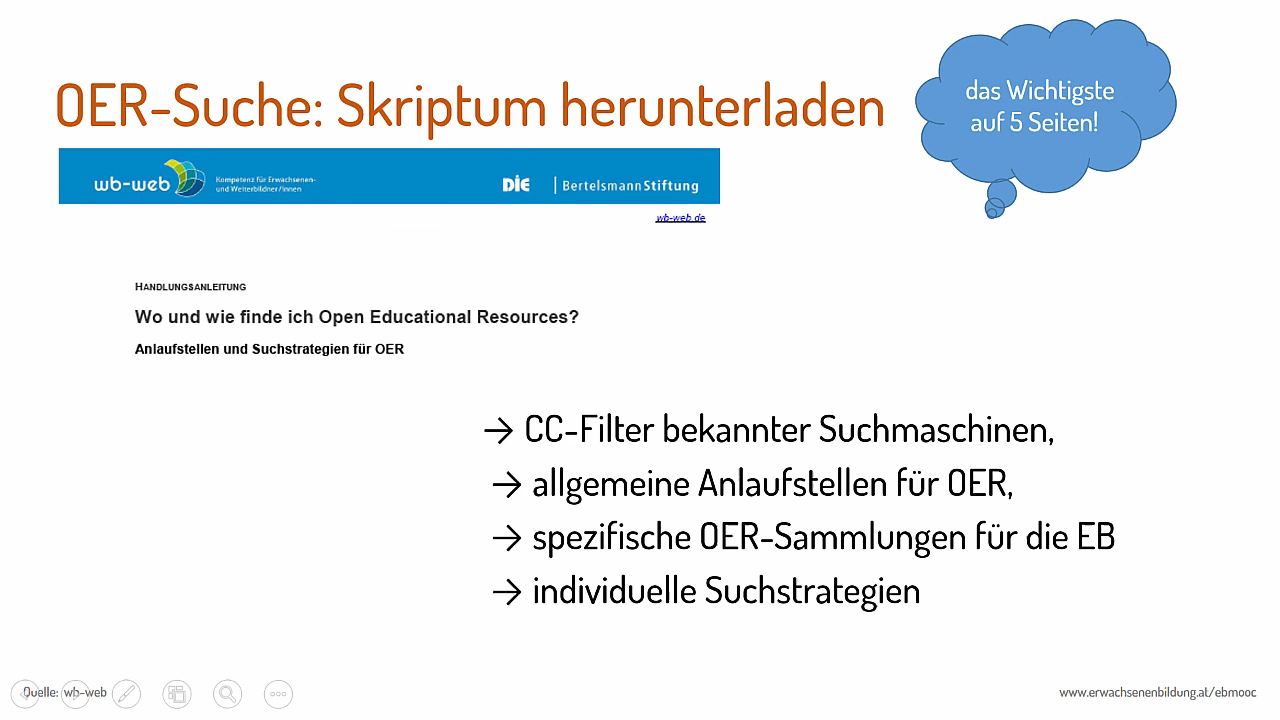 OER-Suche: Skriptum herunterladen
das Wichtigste
auf 5 Seiten!
wb-web
Kompetenz für Erwachsenen-
und Weiterbildner/innen
DIE
BertelsmannStiftung
wb-web.de
HANDLUNGSANLEITUNG
Wo und wie finde ich Open Educational Resources?
Anlaufstellen und Suchstrategien für OER
→ CC-Filter bekannter Suchmaschinen,
→ allgemeine Anlaufstellen für OER,
→ spezifische OER-Sammlungen für die EB
→ individuelle Suchstrategien
Quelle: wb-web
www.erwachsenenbildung.at/ebmooc